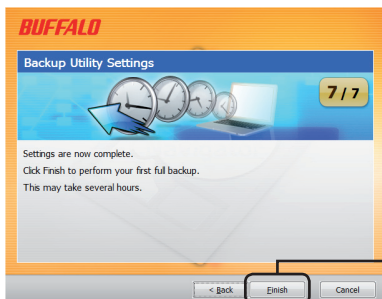 BUFFALO
Backup Utility Settings
7 / 7
Settings are now complete.
Click Finish to perform your first full backup.
This may take several hours.
< Back
Finish
Cancel